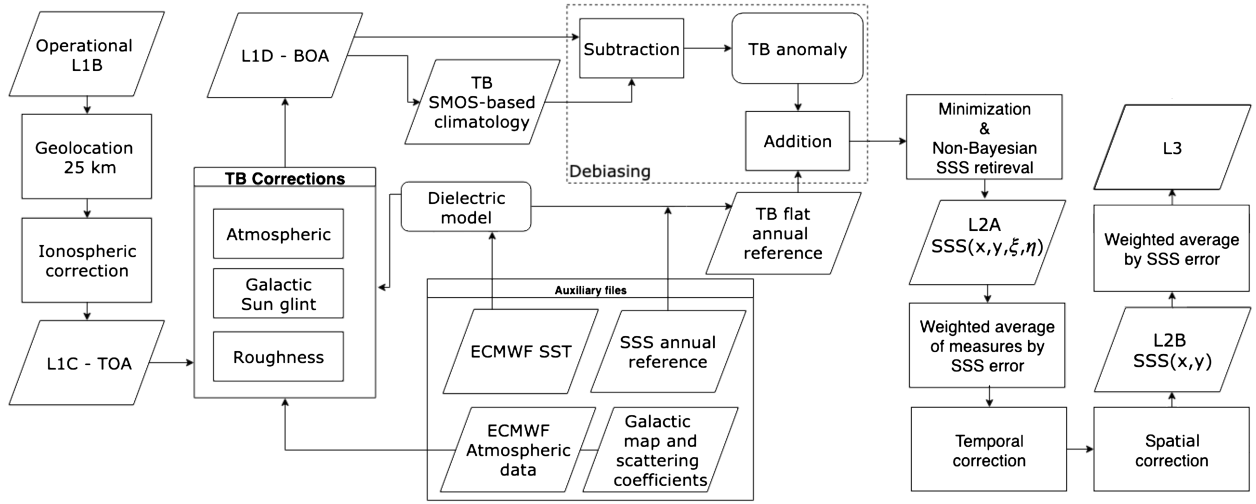 Operational
L1B
Geolocation
25 km
Ionospheric
correction
L1C - TOA
L1D - BOA
TB
SMOS-based
climatology
TB Corrections
Atmospheric
Galactic
Sun glint
Roughness
Subtraction
TB anomaly
Addition
Debiasing
Dielectric
model
TB flat
annual
reference
Auxiliary files
ECMWF SST
SSS annual
reference
ECMWF
Atmospheric
data
Galactic
map and
scattering
coefficients
Minimization
&
Non-Bayesian
SSS retireval
L2A
SSS(x,y,ξ,η)
Weighted average
of measures by
SSS error
Temporal
correction
Spatial
correction
L2B
SSS(x,y)
Weighted average
by SSS error
L3